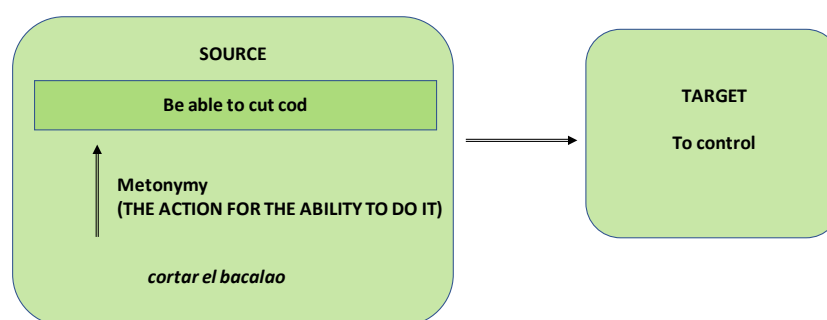 SOURCE
Be able to cut cod
Metonymy
(THE ACTION FOR THE ABILITY TO DO IT)
cortar el bacalao
TARGET
To control